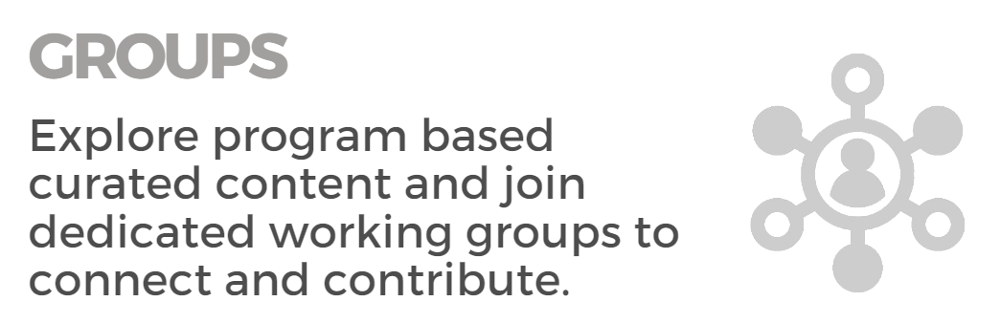 GROUPS
Explore program based
curated content and join
dedicated working groups to
connect and contribute.